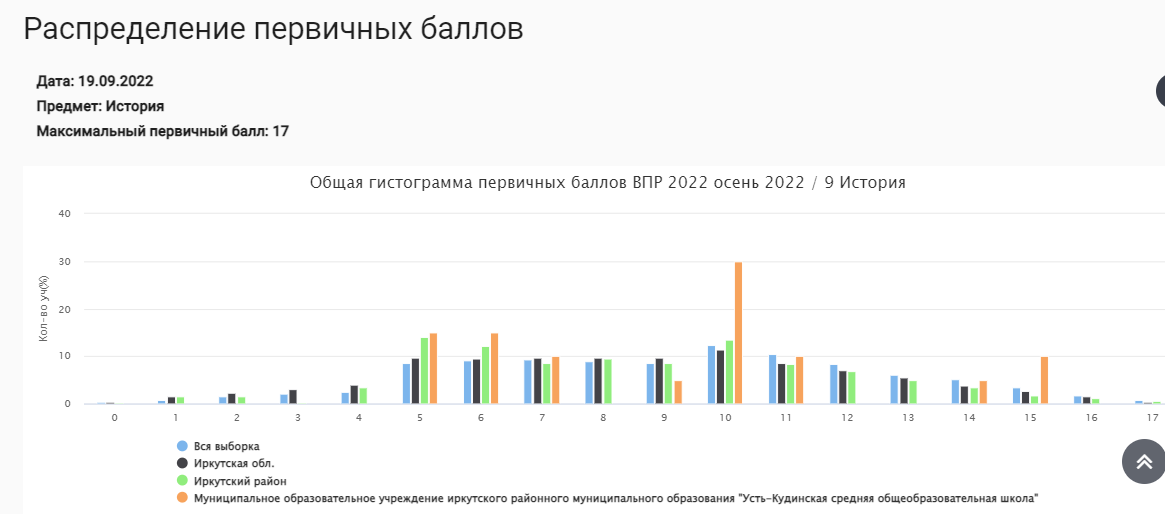 Распределение первичных баллов
Дата: 19.09.2022
Предмет: История
Максимальный первичный балл: 17
Общая гистограмма первичных баллов ВПР 2022 осень 2022 / 9 История
Кол-во уч(%)
40
30
20
10
0
0 1 2 3 4 5 6 7 8 9 10 11 12 13 14 15 16 17
Вся выборка
Иркутская обл.
Иркутский район
Муниципальное образовательное учреждение иркутского районного муниципального образования "Усть-Кудинская средняя общеобразовательная школа"